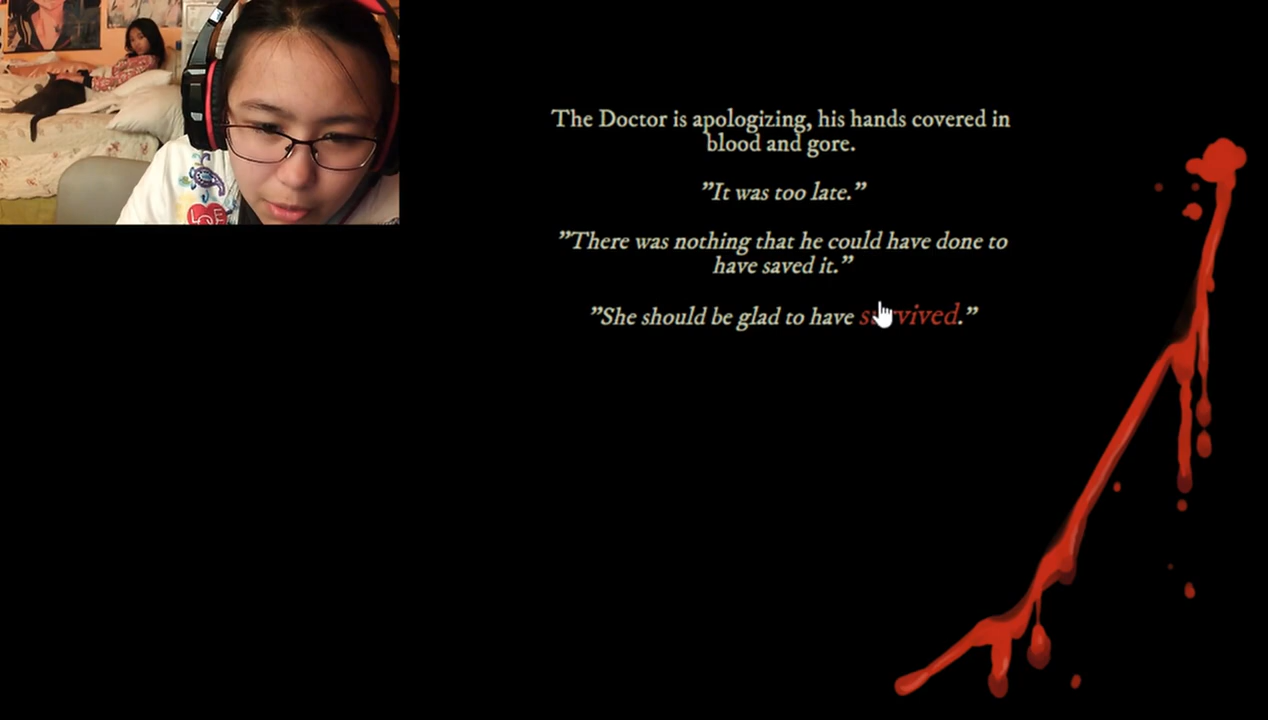 The Doctor is apologizing, his hands covered in
blood and gore.
"It was too late."
"There was nothing that he could have done to
have saved it."
"She should be glad to have survived."